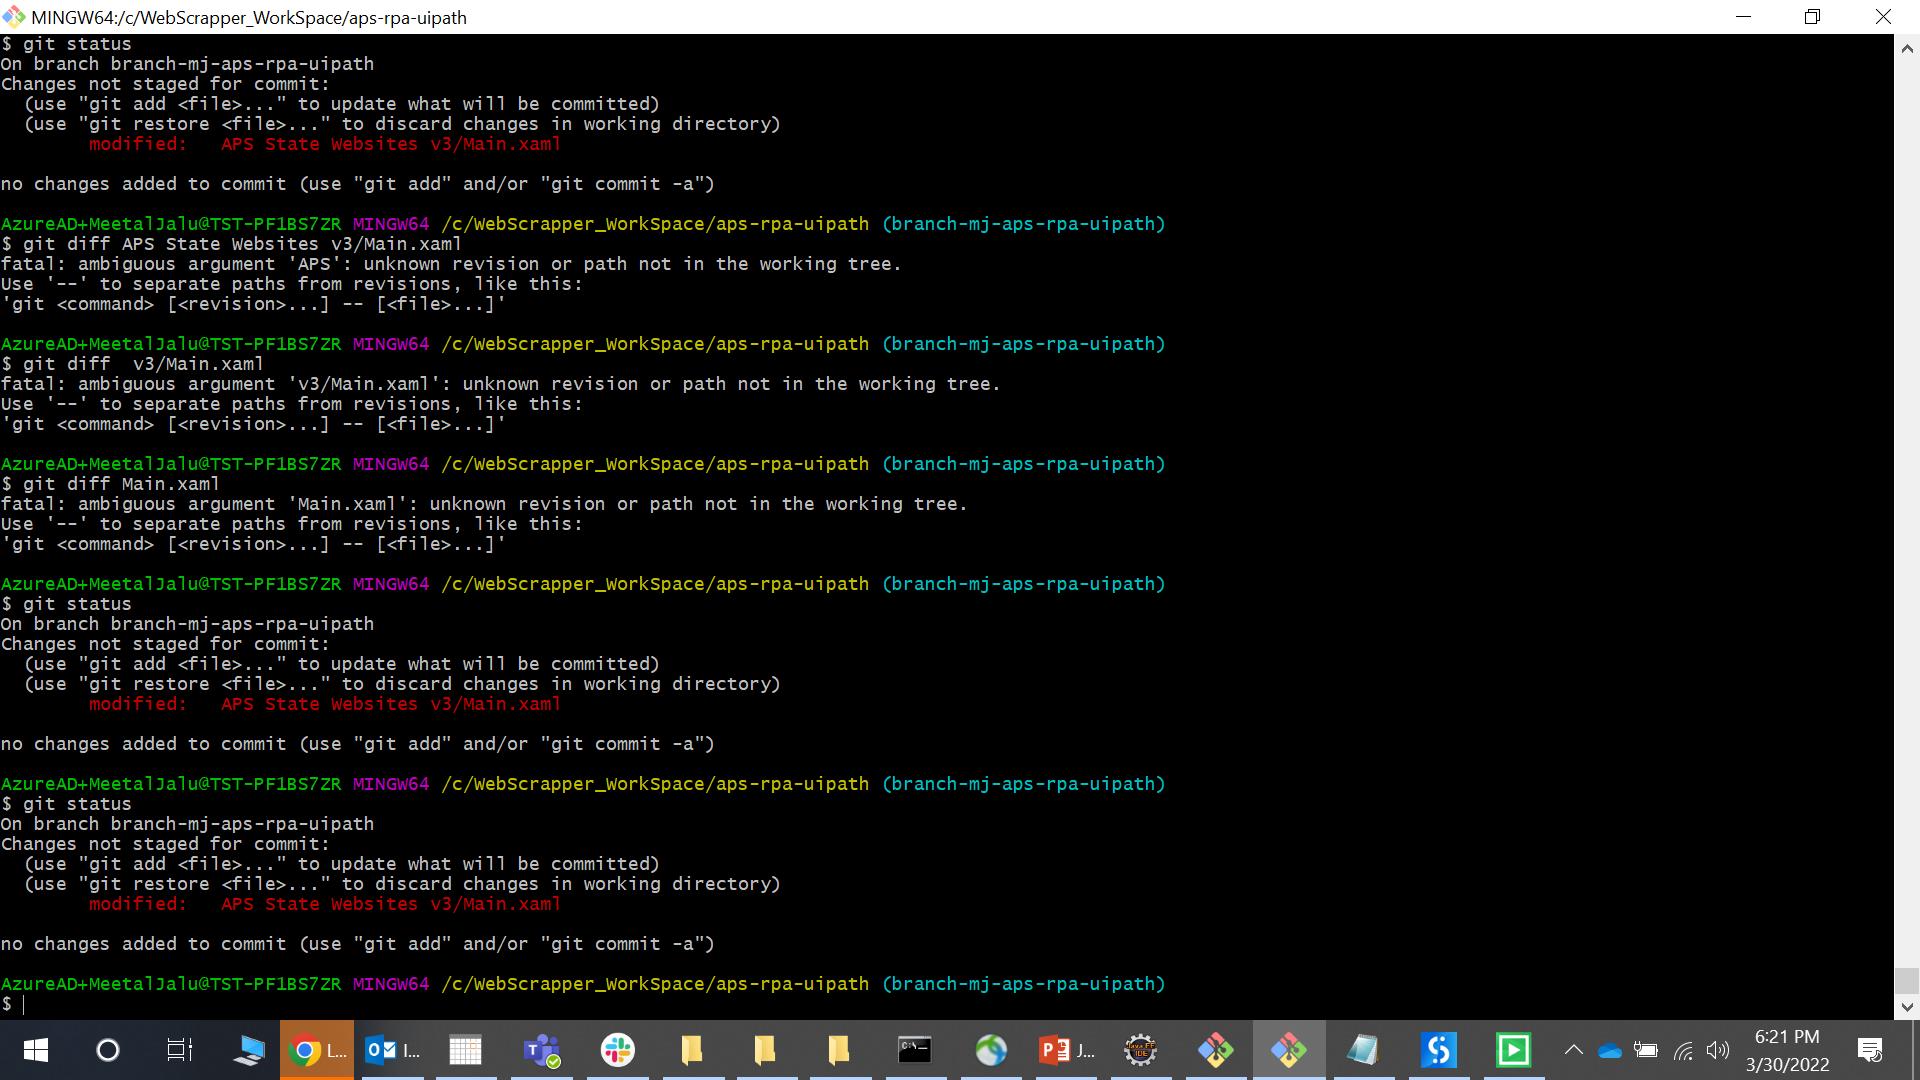 MINGW64:/c/WebScrapper_WorkSpace/aps-rpa-uipath
$ git status
On branch branch-mj-aps-rpa-uipath
Changes not staged for commit:
  (use "git add <file>..." to update what will be committed)
  (use "git restore <file>..." to discard changes in working directory)
        modified:   APS State Websites v3/Main.xaml

no changes added to commit (use "git add" and/or "git commit -a")

AzureAD+MeetalJalu@TST-PF1BS7ZR MINGW64 /c/WebScrapper_WorkSpace/aps-rpa-uipath (branch-mj-aps-rpa-uipath)
$ git diff APS State Websites v3/Main.xaml
fatal: ambiguous argument 'APS': unknown revision or path not in the working tree.
Use '--' to separate paths from revisions, like this:
'git <command> [<revision>...] -- [<file>...]'

AzureAD+MeetalJalu@TST-PF1BS7ZR MINGW64 /c/WebScrapper_WorkSpace/aps-rpa-uipath (branch-mj-aps-rpa-uipath)
$ git diff  v3/Main.xaml
fatal: ambiguous argument 'v3/Main.xaml': unknown revision or path not in the working tree.
Use '--' to separate paths from revisions, like this:
'git <command> [<revision>...] -- [<file>...]'

AzureAD+MeetalJalu@TST-PF1BS7ZR MINGW64 /c/WebScrapper_WorkSpace/aps-rpa-uipath (branch-mj-aps-rpa-uipath)
$ git diff Main.xaml
fatal: ambiguous argument 'Main.xaml': unknown revision or path not in the working tree.
Use '--' to separate paths from revisions, like this:
'git <command> [<revision>...] -- [<file>...]'

AzureAD+MeetalJalu@TST-PF1BS7ZR MINGW64 /c/WebScrapper_WorkSpace/aps-rpa-uipath (branch-mj-aps-rpa-uipath)
$ git status
On branch branch-mj-aps-rpa-uipath
Changes not staged for commit:
  (use "git add <file>..." to update what will be committed)
  (use "git restore <file>..." to discard changes in working directory)
        modified:   APS State Websites v3/Main.xaml

no changes added to commit (use "git add" and/or "git commit -a")

AzureAD+MeetalJalu@TST-PF1BS7ZR MINGW64 /c/WebScrapper_WorkSpace/aps-rpa-uipath (branch-mj-aps-rpa-uipath)
$ git status
On branch branch-mj-aps-rpa-uipath
Changes not staged for commit:
  (use "git add <file>..." to update what will be committed)
  (use "git restore <file>..." to discard changes in working directory)
        modified:   APS State Websites v3/Main.xaml

no changes added to commit (use "git add" and/or "git commit -a")

AzureAD+MeetalJalu@TST-PF1BS7ZR MINGW64 /c/WebScrapper_WorkSpace/aps-rpa-uipath (branch-mj-aps-rpa-uipath)
$
L... I... J... 6:21 PM
3/30/2022